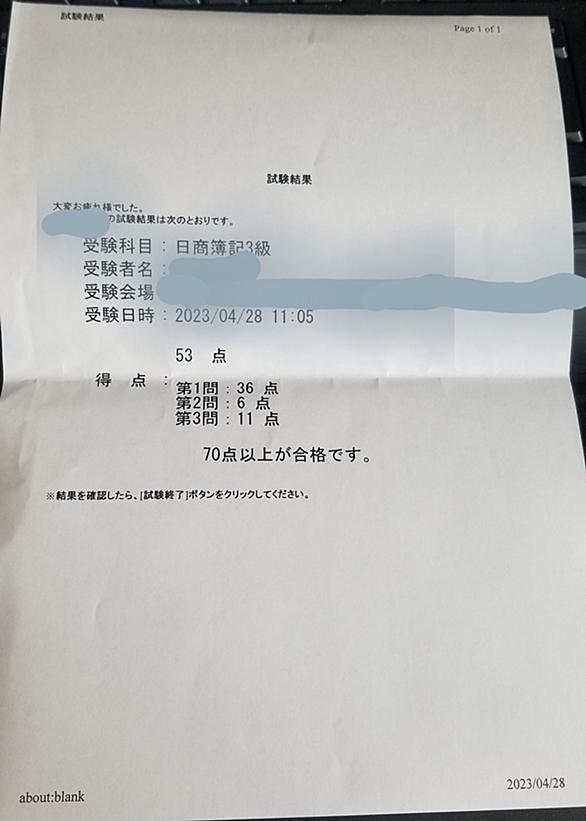 試験結果
Page 1 of 1
試験結果
大変お疲れ様でした。
の試験結果は次のとおりです。
受験科目：日商簿記3級
受験者名：
受験会場
受験日時：2023/04/28 11:05
53 点
得 点：
第1問：36 点
第2問：6 点
第3問：11 点
70点以上が合格です。
※結果を確認したら、[試験終了]ボタンをクリックしてください。
about:blank
2023/04/28